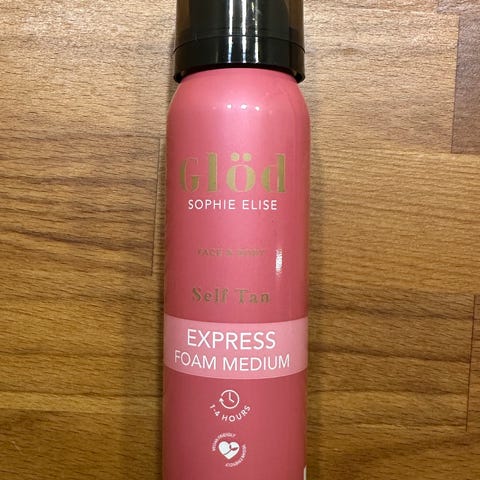 Glöd
SOPHIE ELISE
FACE & BODY
Self Tan
EXPRESS
FOAM MEDIUM
1-4 HOURS